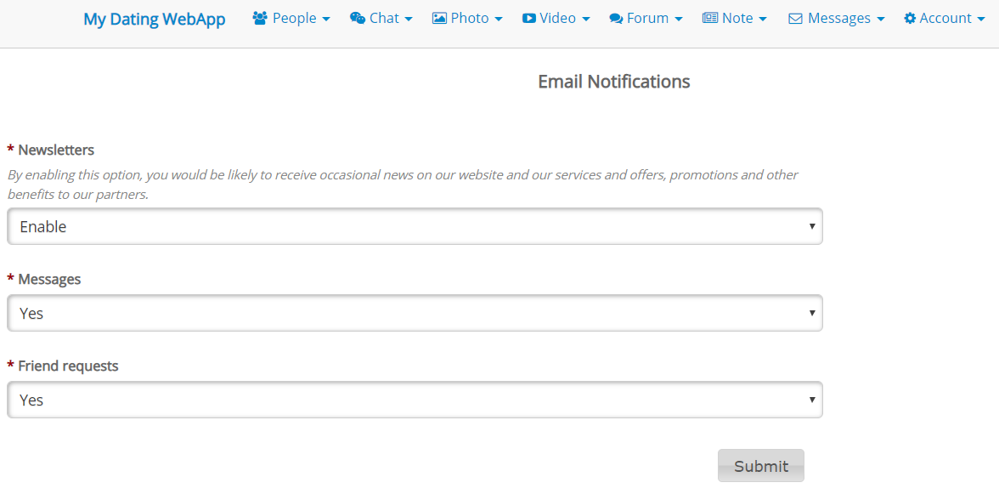 My Dating WebApp People Chat Photo Video Forum Note Messages Account
Email Notifications
* Newsletters
By enabling this option, you would be likely to receive occasional news on our website and our services and offers, promotions and other
benefits to our partners.
Enable
* Messages
Yes
* Friend requests
Yes
Submit